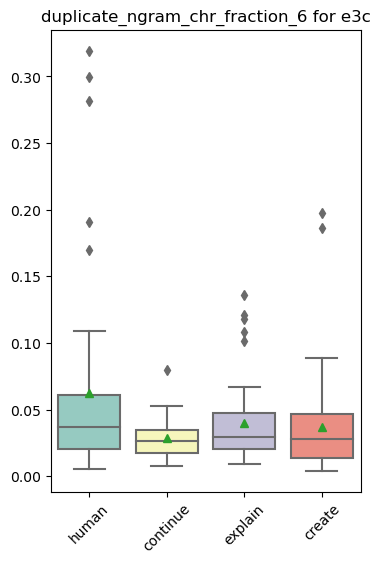 duplicate_ngram_chr_fraction_6 for e3c
0.30
0.25
0.20
0.15
0.10
0.05
0.00
human
continue
explain
create